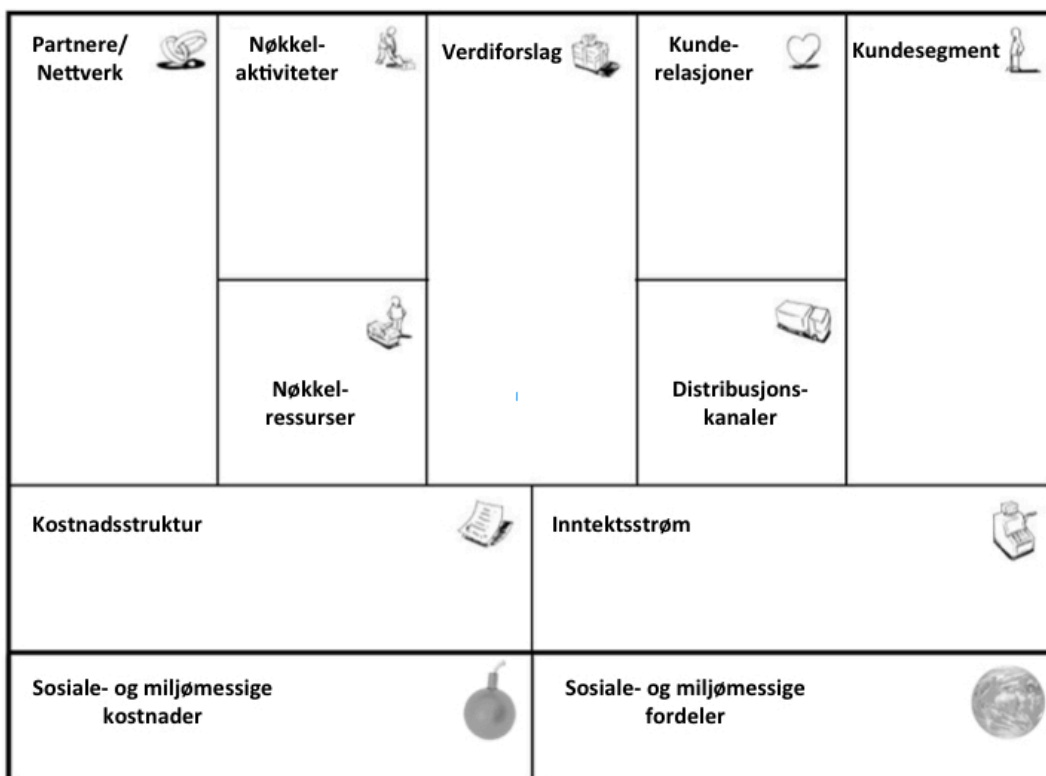 Partnere/
Nettverk
Nøkkel-
aktiviteter
Verdiforslag
Kunde-
relasjoner
Kundesegment
Nøkkel-
ressurser
Distribusjons-
kanaler
Kostnadsstruktur
Inntektsstrøm
Sosiale- og miljømessige
kostnader
Sosiale- og miljømessige
fordeler